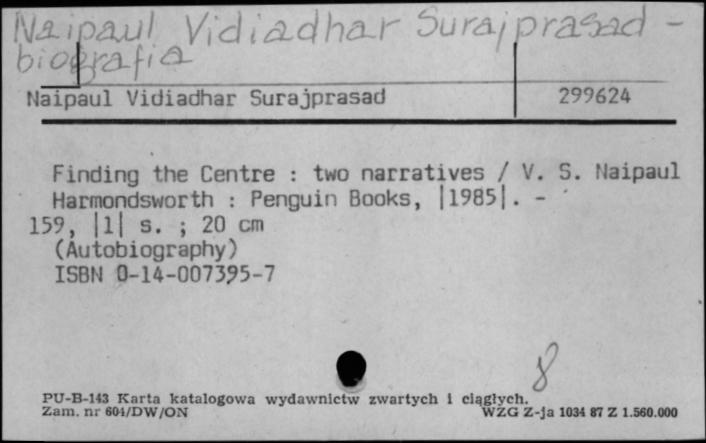 Naipaul Vidiadhar Surajprasad -
biografia
Naipaul Vidiadhar Surajprasad 299624
Finding the Centre : two narratives / V. S. Naipaul
Harmondsworth : Penguin Books, |1985|. -
159, |1| s. ; 20 cm
(Autobiography)
ISBN 0-14-007395-7
8
PU-B-143 Karta katalogowa wydawnictw zwartych i ciągłych.
Zam. nr 604/DW/ON WZG Z-ja 1034 87 Z 1.560.000